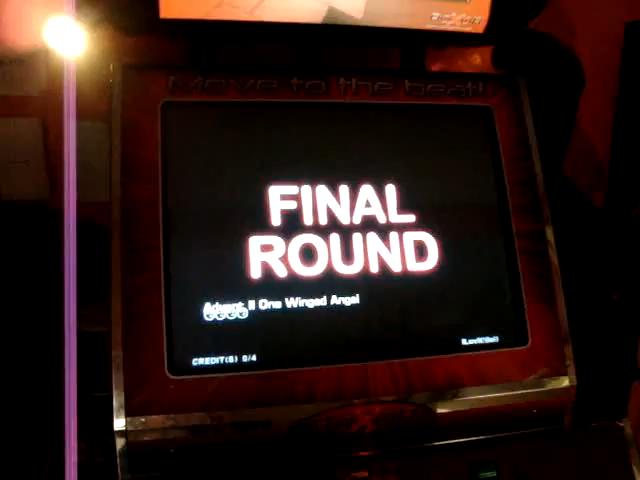 Move to the beat!
FINAL
ROUND
Advent II One Winged Angel
CREDIT(S) 0/4